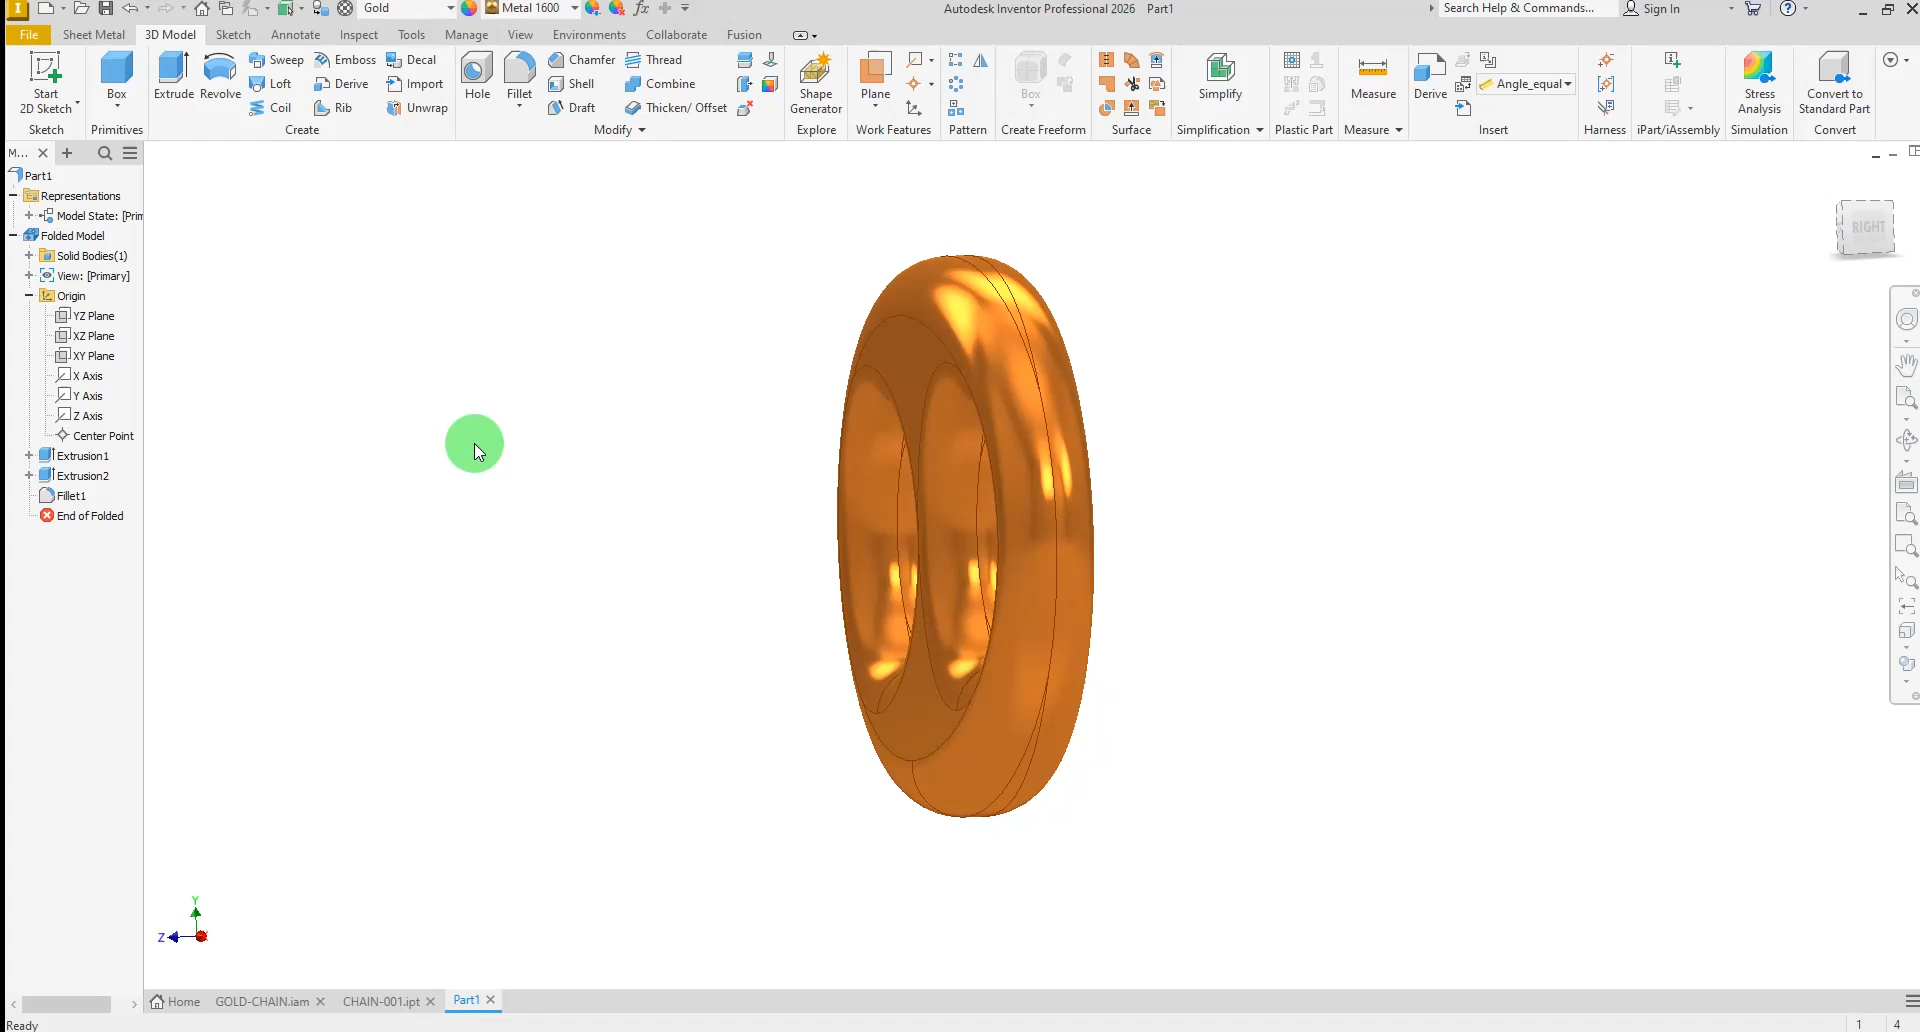 I
Gold
Metal 1600
fx
Autodesk Inventor Professional 2026 Part1
Search Help & Commands...
Sign In
File
Sheet Metal
3D Model
Sketch
Annotate
Inspect
Tools
Manage
View
Environments
Collaborate
Fusion
Start
2D Sketch
Box
Extrude
Revolve
Sweep
Loft
Coil
Emboss
Derive
Rib
Decal
Import
Unwrap
Hole
Fillet
Chamfer
Shell
Draft
Thread
Combine
Thicken/ Offset
Shape
Generator
Plane
Box
Simplify
Measure
Derive
Angle_equal
Stress
Analysis
Convert to
Standard Part
Sketch
Primitives
Create
Modify
Explore
Work Features
Pattern
Create Freeform
Surface
Simplification
Plastic Part
Measure
Insert
Harness
iPart/iAssembly
Simulation
Convert
M...
Part1
Representations
Model State: [Prim
Folded Model
Solid Bodies(1)
View: [Primary]
Origin
YZ Plane
XZ Plane
XY Plane
X Axis
Y Axis
Z Axis
Center Point
Extrusion1
Extrusion2
Fillet1
End of Folded
RIGHT
Y
Z
Home
GOLD-CHAIN.iam
CHAIN-001.ipt
Part1
Ready
1
4